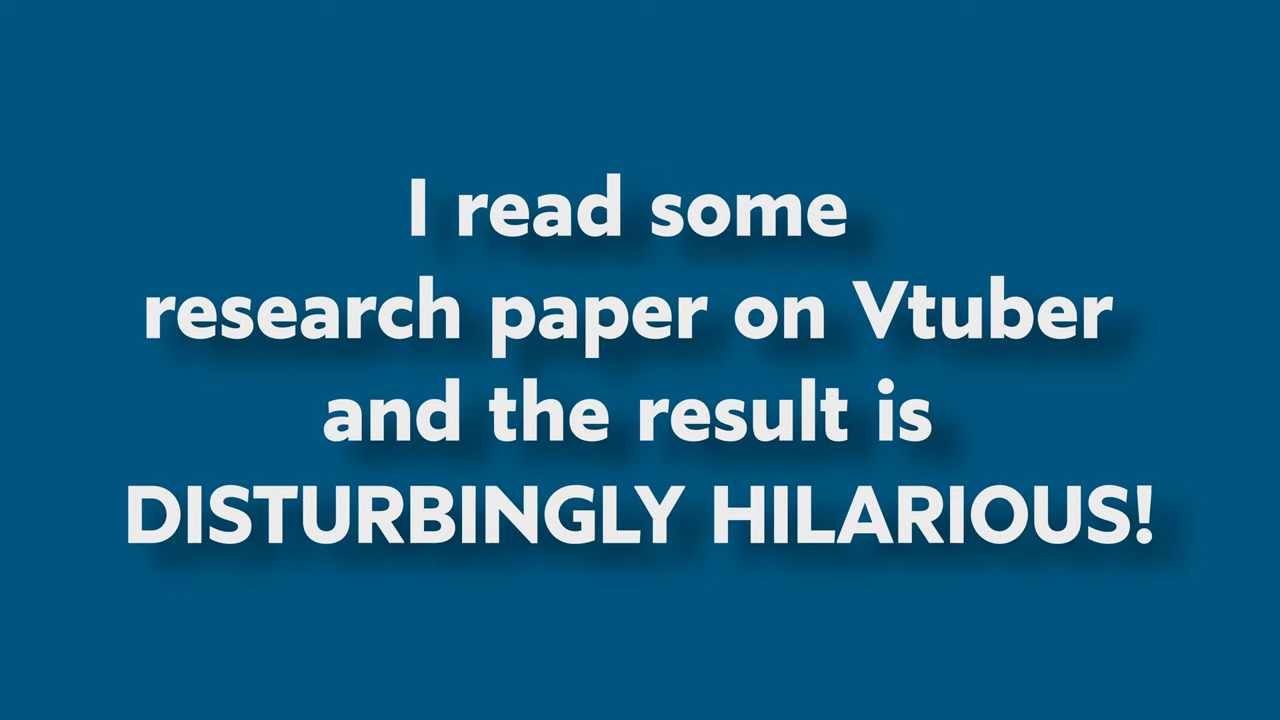 I read some
research paper on Vtuber
and the result is
DISTURBINGLY HILARIOUS!